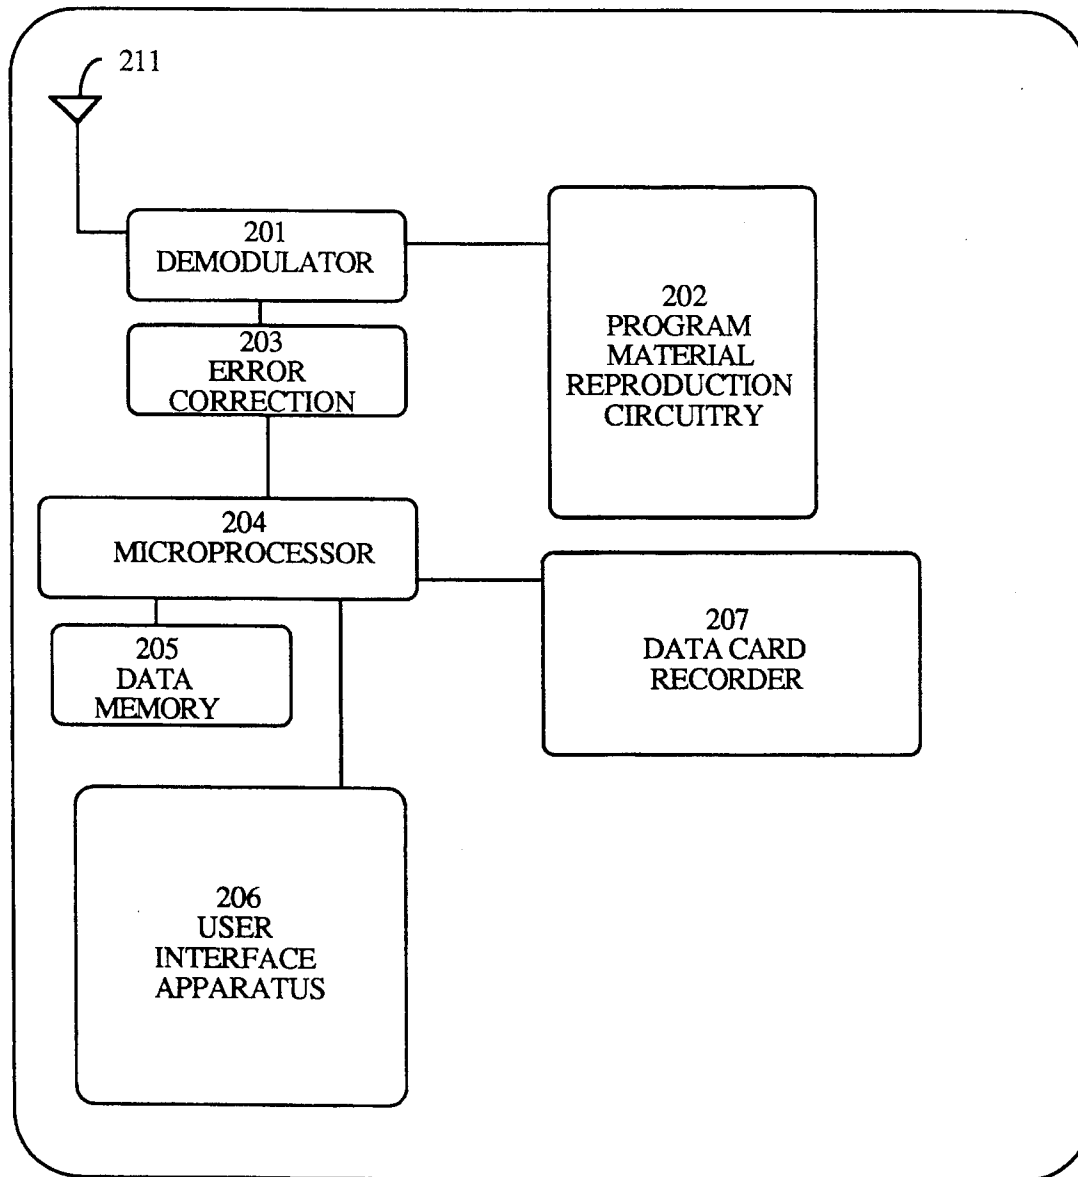 211
201
DEMODULATOR
203
ERROR
CORRECTION
202
PROGRAM
MATERIAL
REPRODUCTION
CIRCUITRY
204
MICROPROCESSOR
205
DATA
MEMORY
207
DATA CARD
RECORDER
206
USER
INTERFACE
APPARATUS